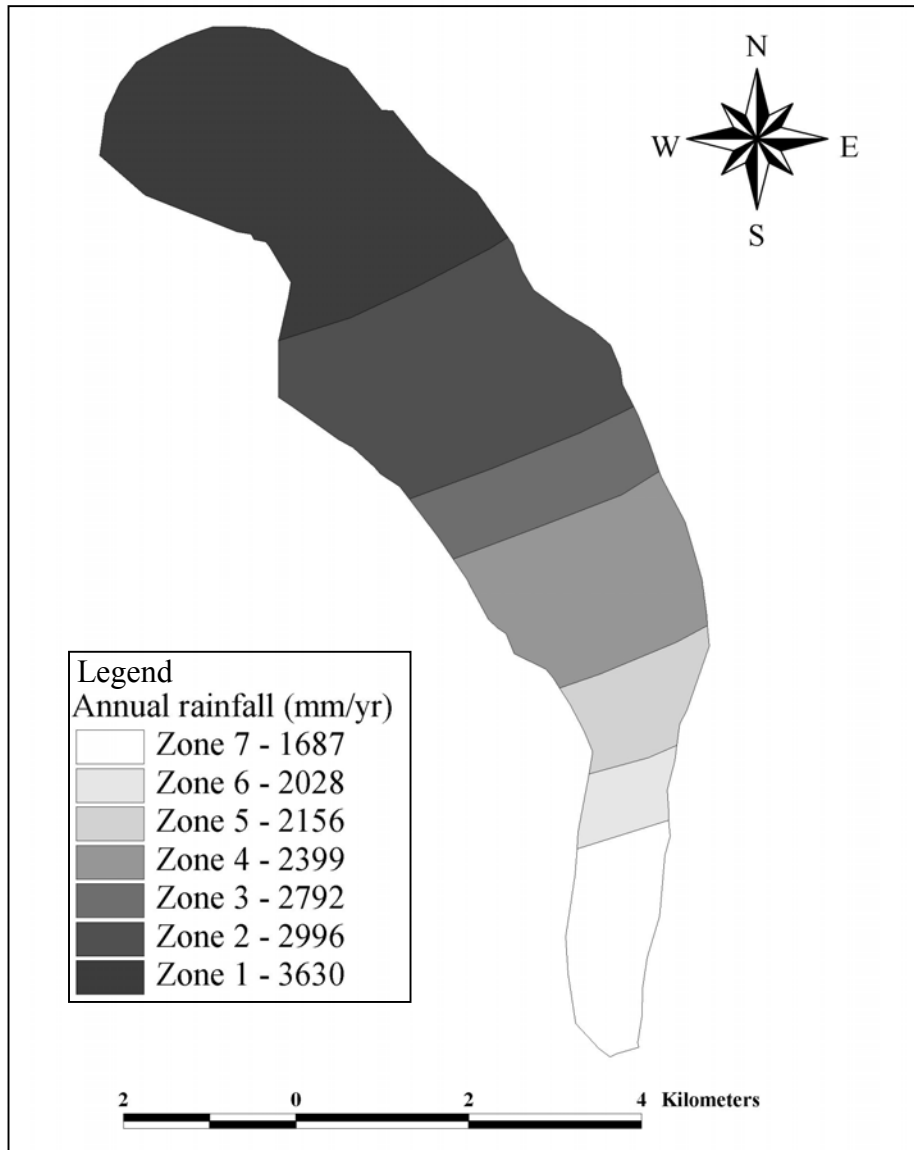 N
W E
S
Legend
Annual rainfall (mm/yr)
Zone 7 - 1687
Zone 6 - 2028
Zone 5 - 2156
Zone 4 - 2399
Zone 3 - 2792
Zone 2 - 2996
Zone 1 - 3630
2 0 2 4 Kilometers